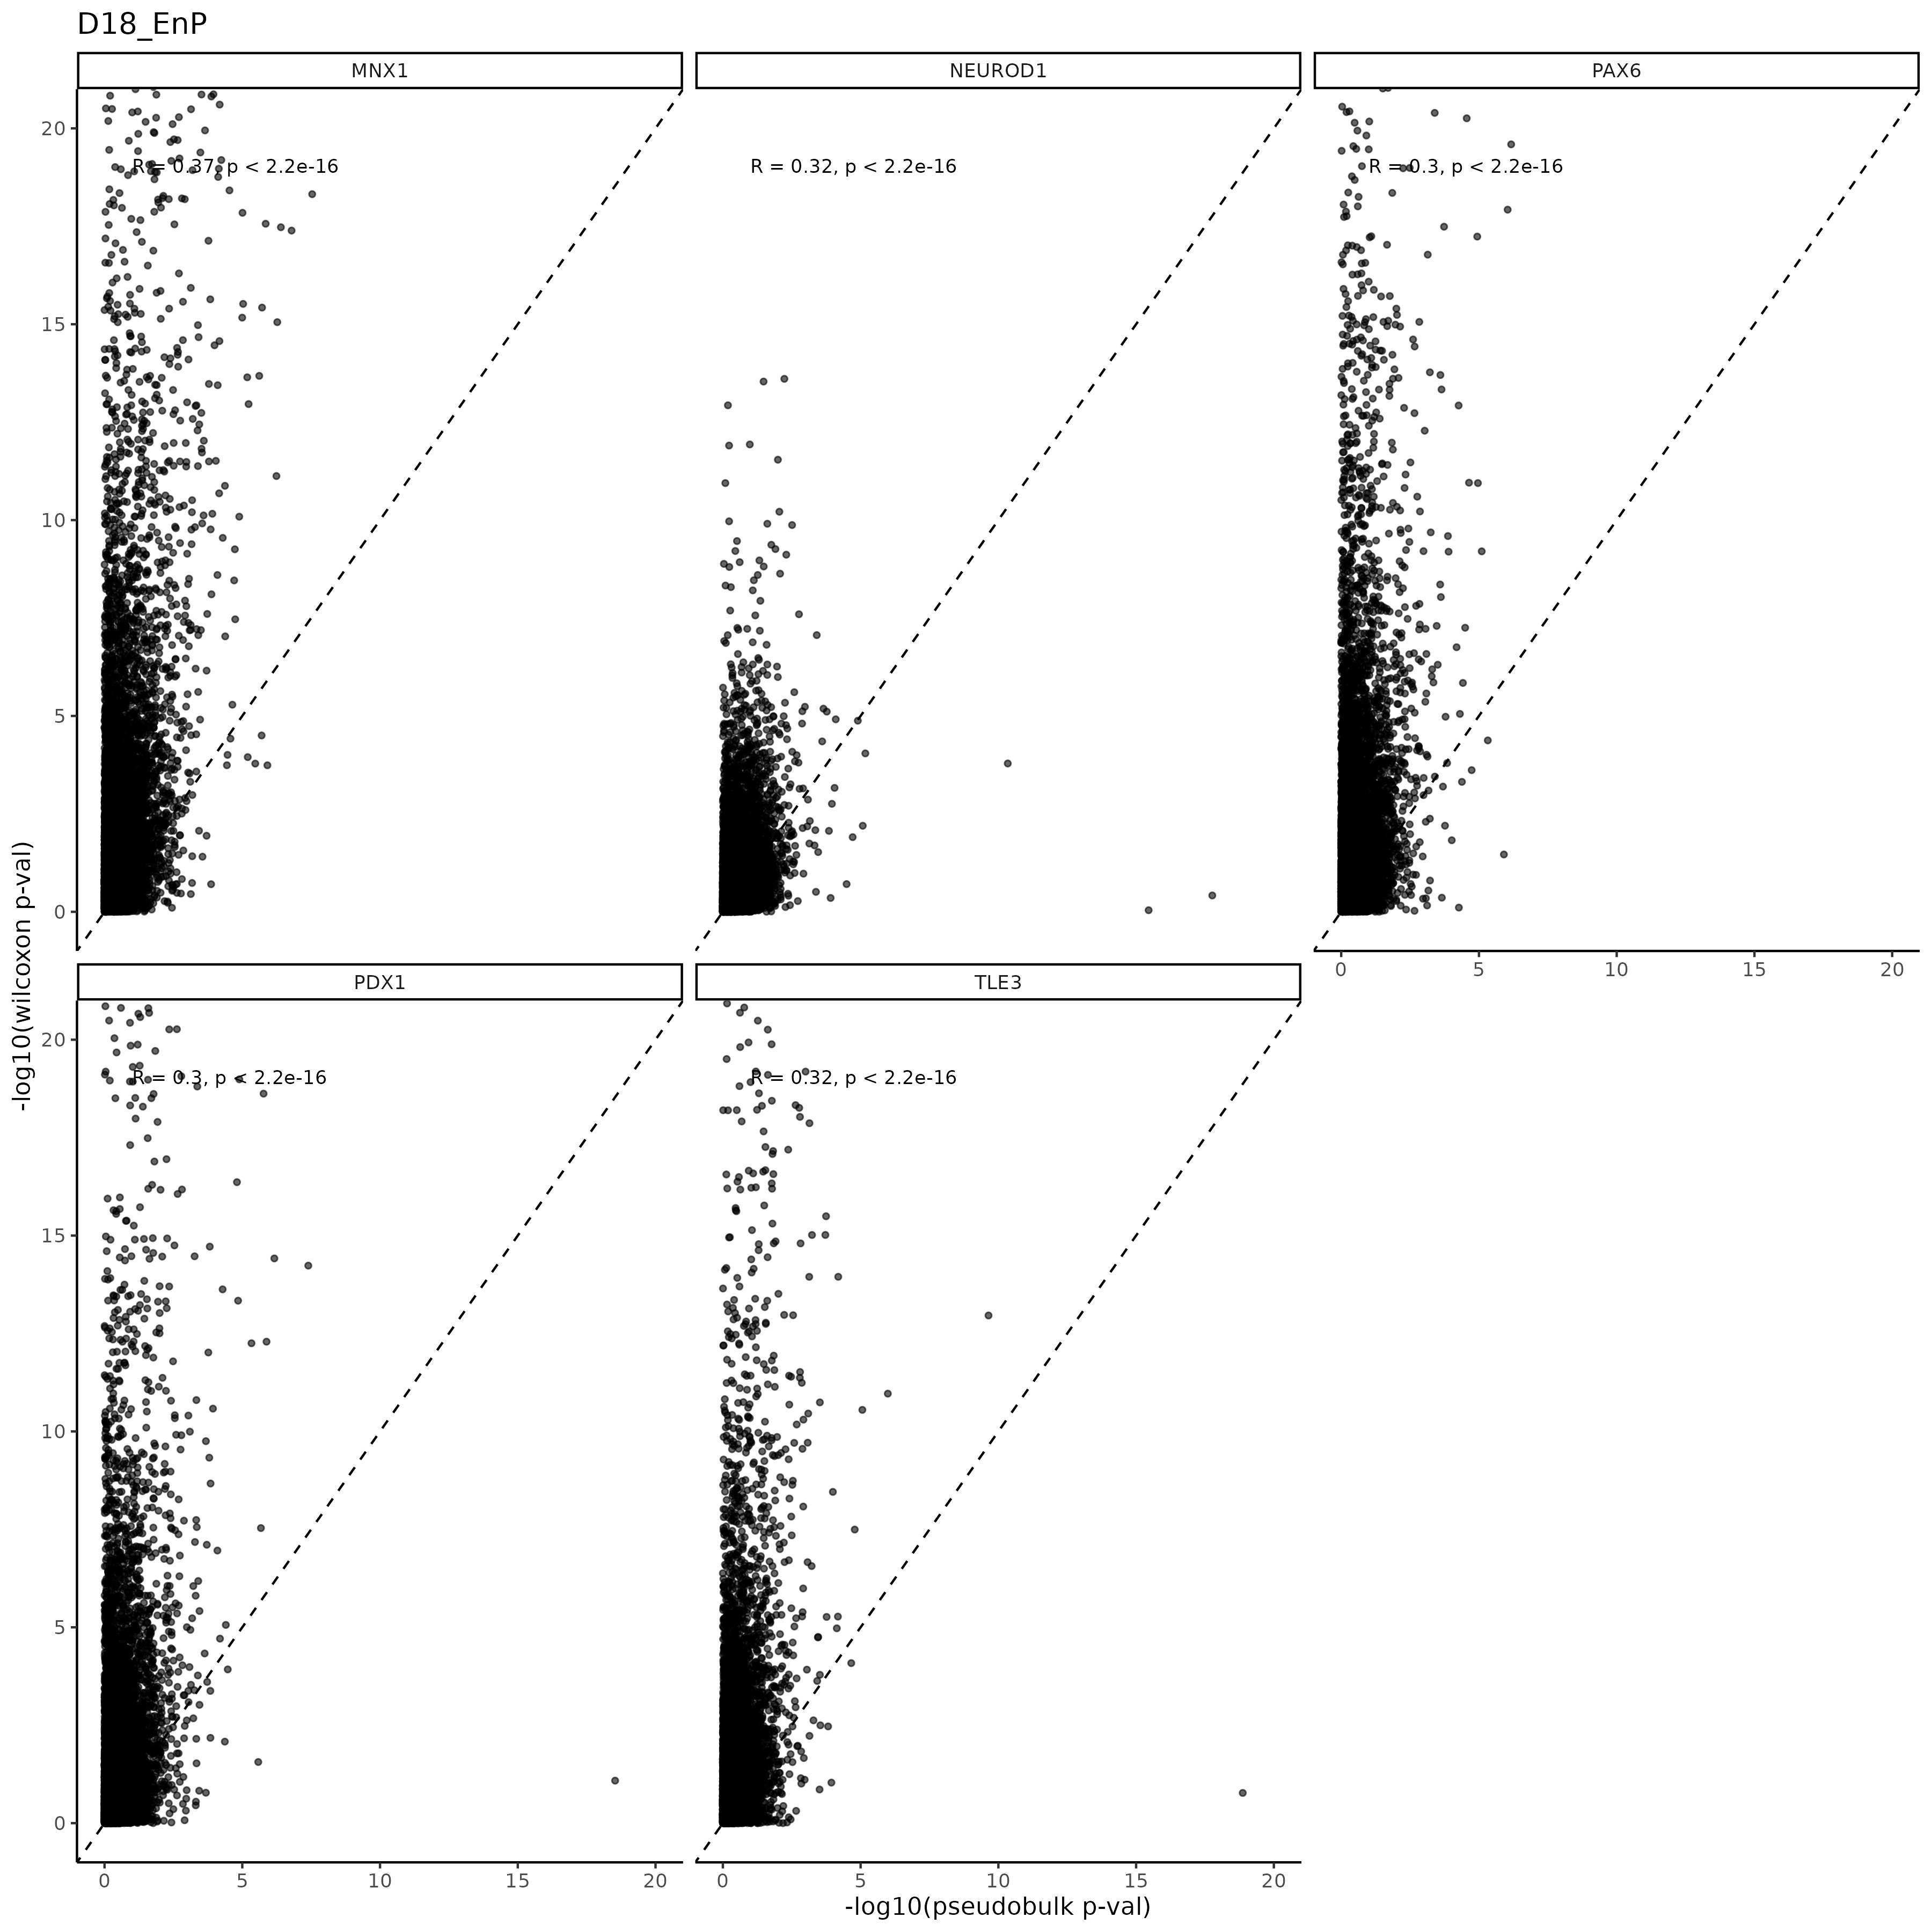 D18_EnP
MNX1
NEUROD1
PAX6
20
15
10
5
0
R = 0.37, p < 2.2e-16
R = 0.32, p < 2.2e-16
R = 0.3, p < 2.2e-16
0 5 10 15 20
PDX1
TLE3
20
15
10
5
0
R = 0.3, p < 2.2e-16
R = 0.32, p < 2.2e-16
0 5 10 15 20
0 5 10 15 20
-log10(wilcoxon p-val)
-log10(pseudobulk p-val)